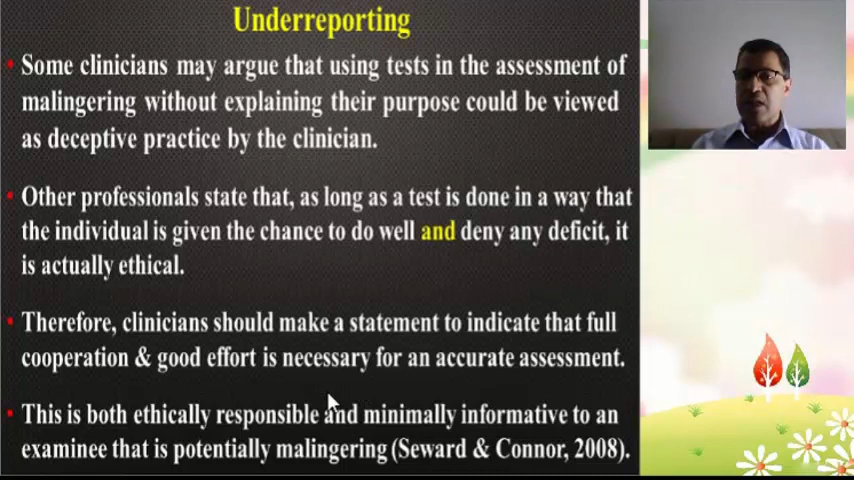 Underreporting
• Some clinicians may argue that using tests in the assessment of
malingering without explaining their purpose could be viewed
as deceptive practice by the clinician.
• Other professionals state that, as long as a test is done in a way that
the individual is given the chance to do well and deny any deficit, it
is actually ethical.
• Therefore, clinicians should make a statement to indicate that full
cooperation & good effort is necessary for an accurate assessment.
• This is both ethically responsible and minimally informative to an
examinee that is potentially malingering (Seward & Connor, 2008).